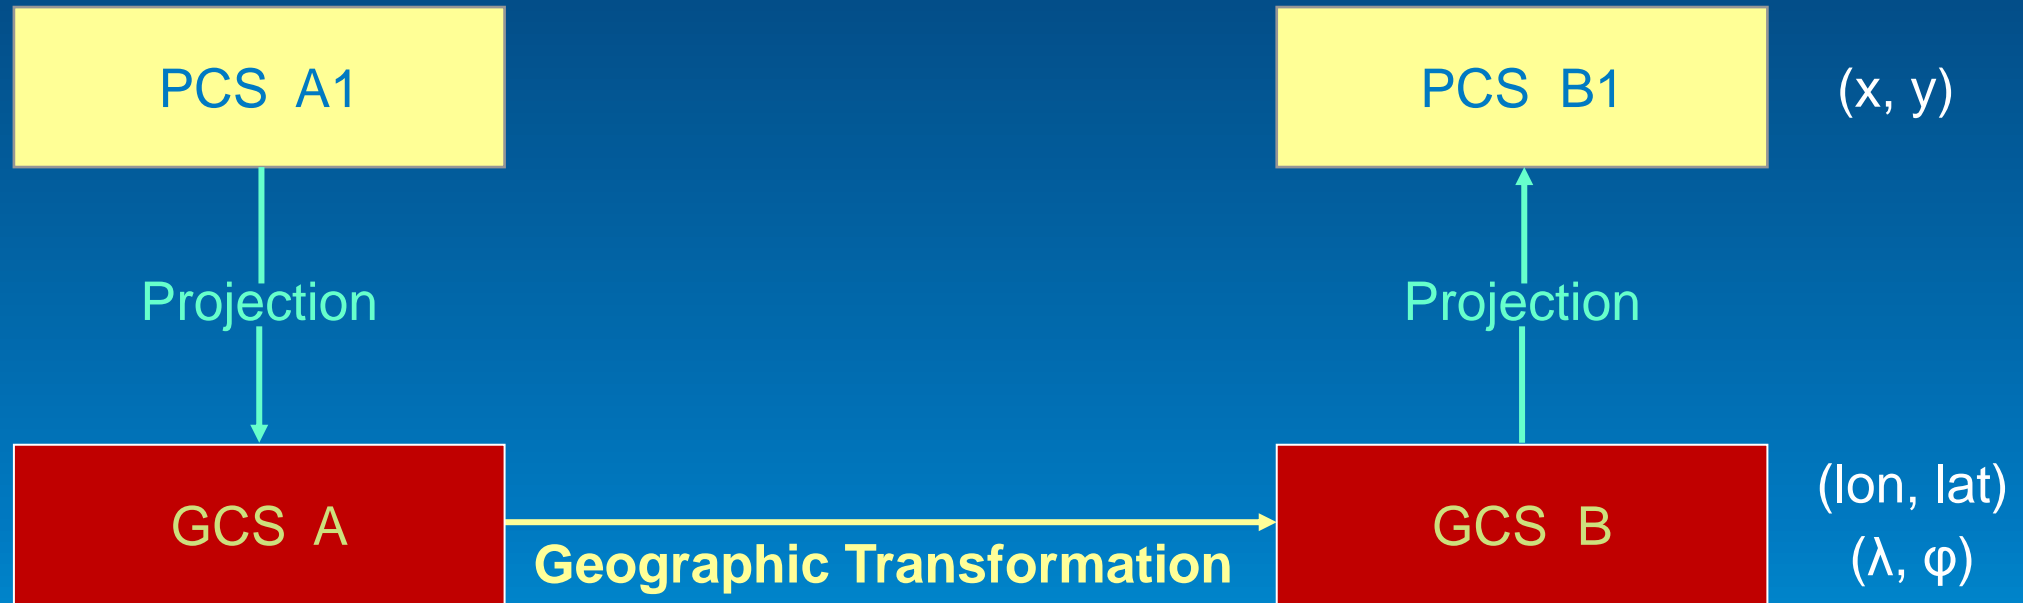 PCS A1
PCS B1
(x, y)
Projection
Projection
GCS A
Geographic Transformation
GCS B
(lon, lat)
(λ, φ)